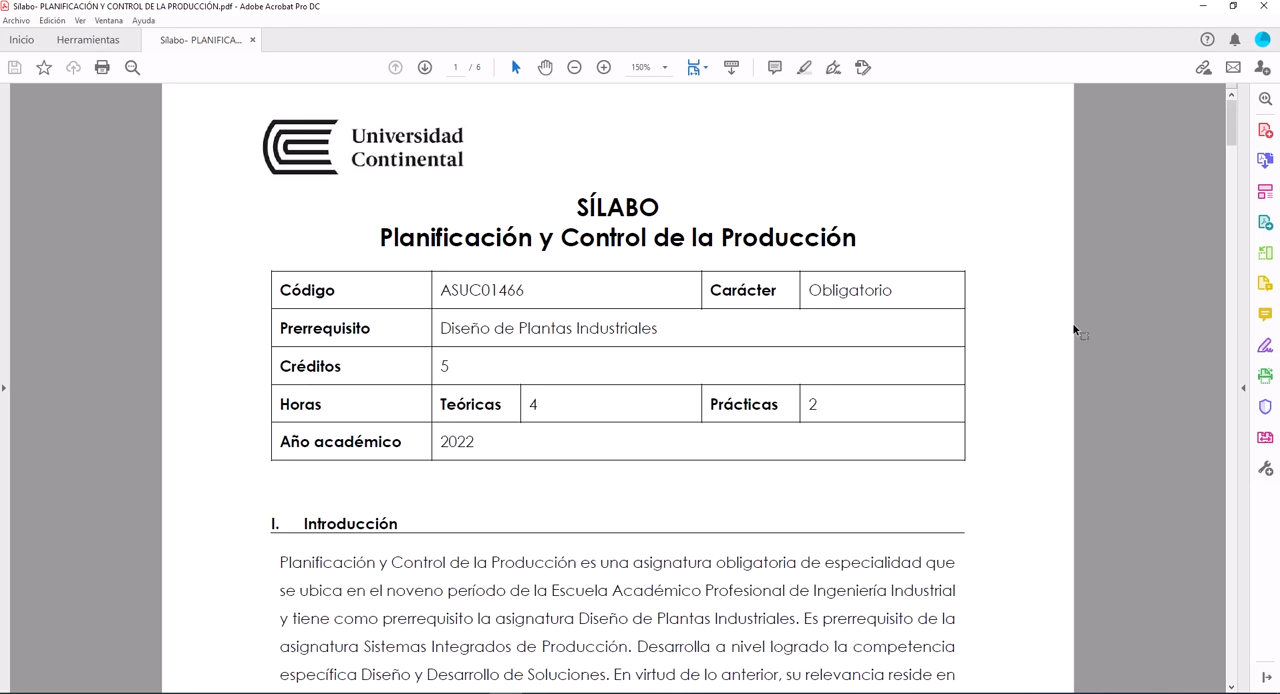 Sílabo- PLANIFICACIÓN Y CONTROL DE LA PRODUCCIÓN.pdf - Adobe Acrobat Pro DC
Archivo Edición Ver Ventana Ayuda
Inicio Herramientas Sílabo- PLANIFICA... ×
1 / 6 150%
Universidad
Continental
SÍLABO
Planificación y Control de la Producción
Código ASUC01466 Carácter Obligatorio
Prerrequisito Diseño de Plantas Industriales
Créditos 5
Horas Teóricas 4 Prácticas 2
Año académico 2022
I. Introducción
Planificación y Control de la Producción es una asignatura obligatoria de especialidad que
se ubica en el noveno período de la Escuela Académico Profesional de Ingeniería Industrial
y tiene como prerrequisito la asignatura Diseño de Plantas Industriales. Es prerrequisito de la
asignatura Sistemas Integrados de Producción. Desarrolla a nivel logrado la competencia
específica Diseño y Desarrollo de Soluciones. En virtud de lo anterior, su relevancia reside en